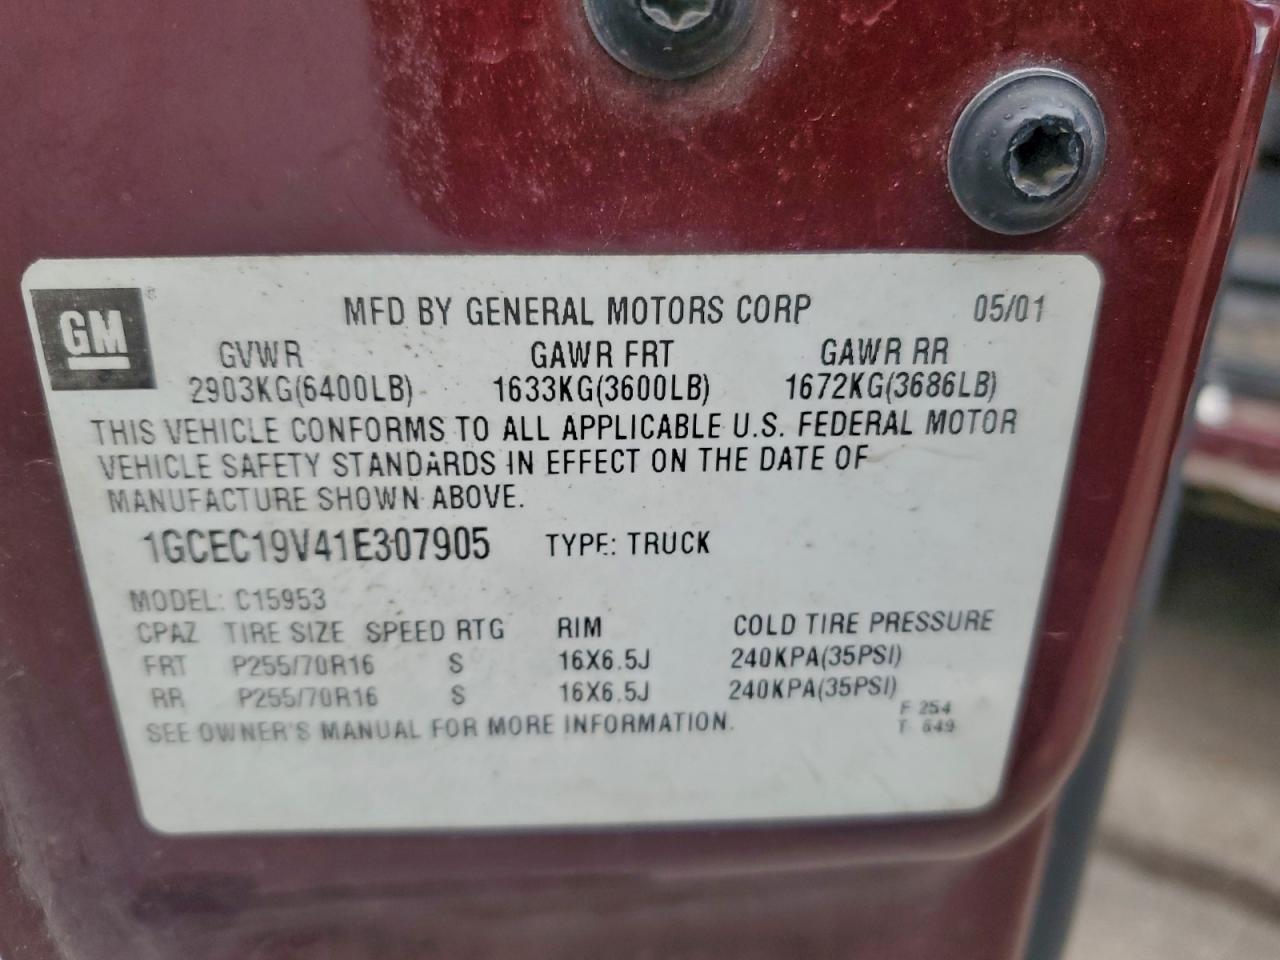 GM
MFD BY GENERAL MOTORS CORP 05/01
GVWR GAWR FRT GAWR RR
2903KG(6400LB) 1633KG(3600LB) 1672KG(3686LB)
THIS VEHICLE CONFORMS TO ALL APPLICABLE U.S. FEDERAL MOTOR
VEHICLE SAFETY STANDARDS IN EFFECT ON THE DATE OF
MANUFACTURE SHOWN ABOVE.
1GCEC19V41E307905 TYPE: TRUCK
MODEL: C15953
CPAZ TIRE SIZE SPEED RTG RIM COLD TIRE PRESSURE
FRT P255/70R16 S 16X6.5J 240KPA(35PSI)
RR P255/70R16 S 16X6.5J 240KPA(35PSI)
F 254
SEE OWNER'S MANUAL FOR MORE INFORMATION. T 649